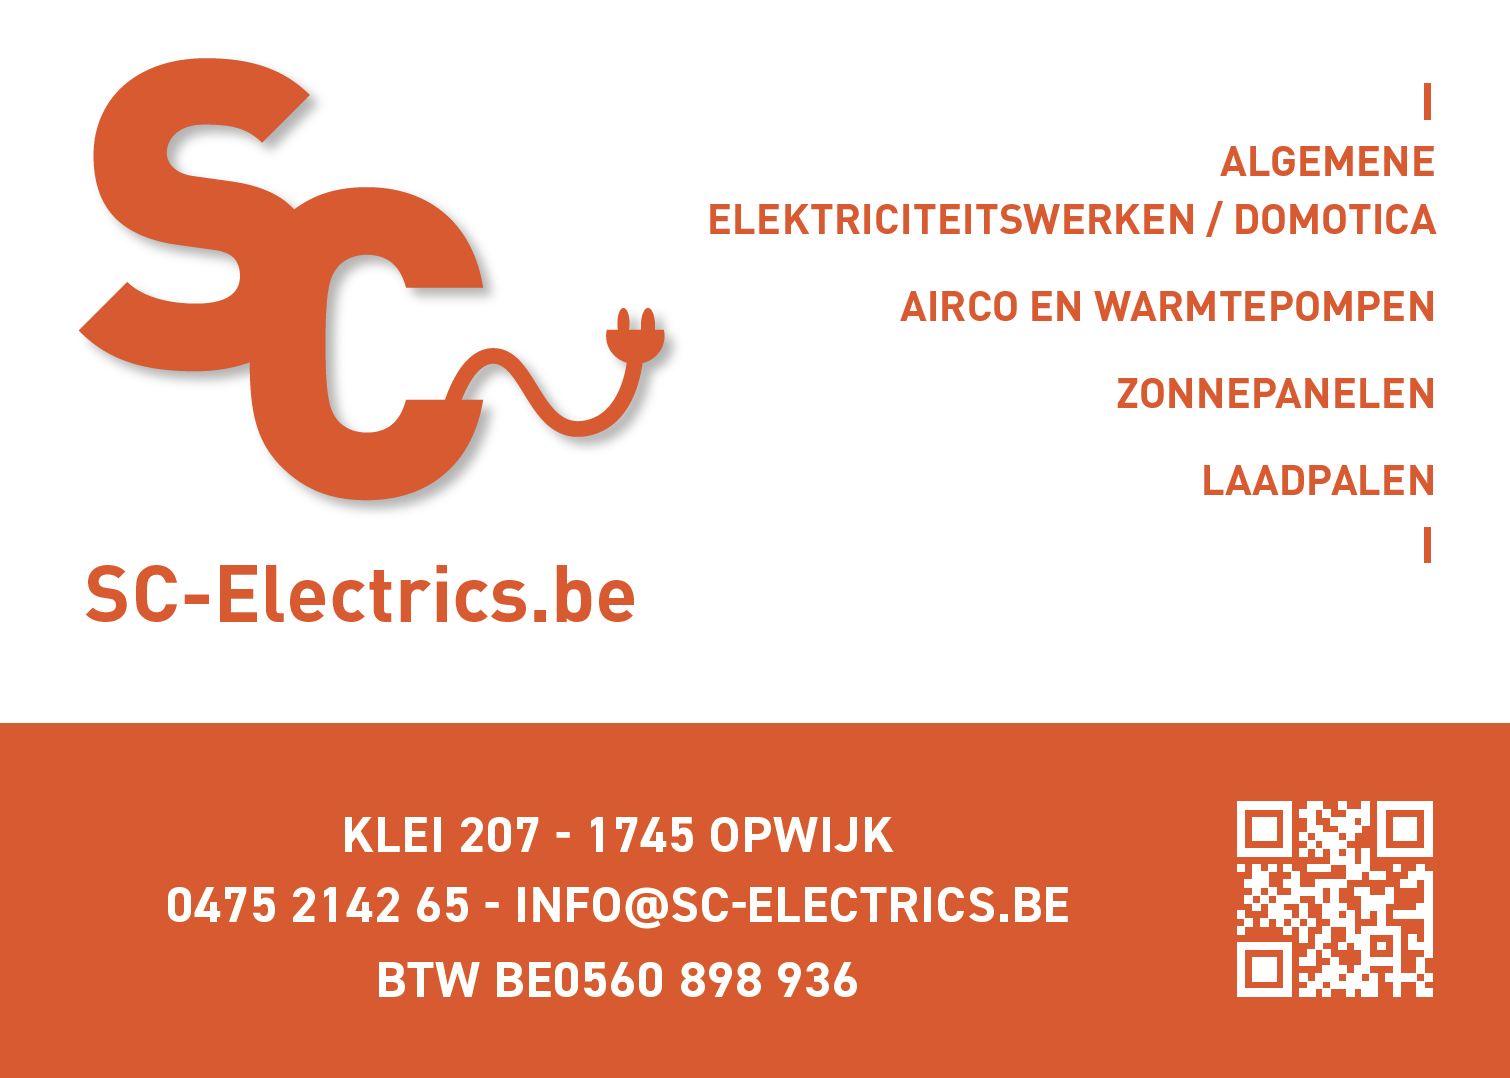 SC
SC-Electrics.be
ALGEMENE
ELEKTRICITEITSWERKEN / DOMOTICA
AIRCO EN WARMTEPOMPEN
ZONNEPANELEN
LAADPALEN
KLEI 207 - 1745 OPWIJK
0475 2142 65 - INFO@SC-ELECTRICS.BE
BTW BE0560 898 936